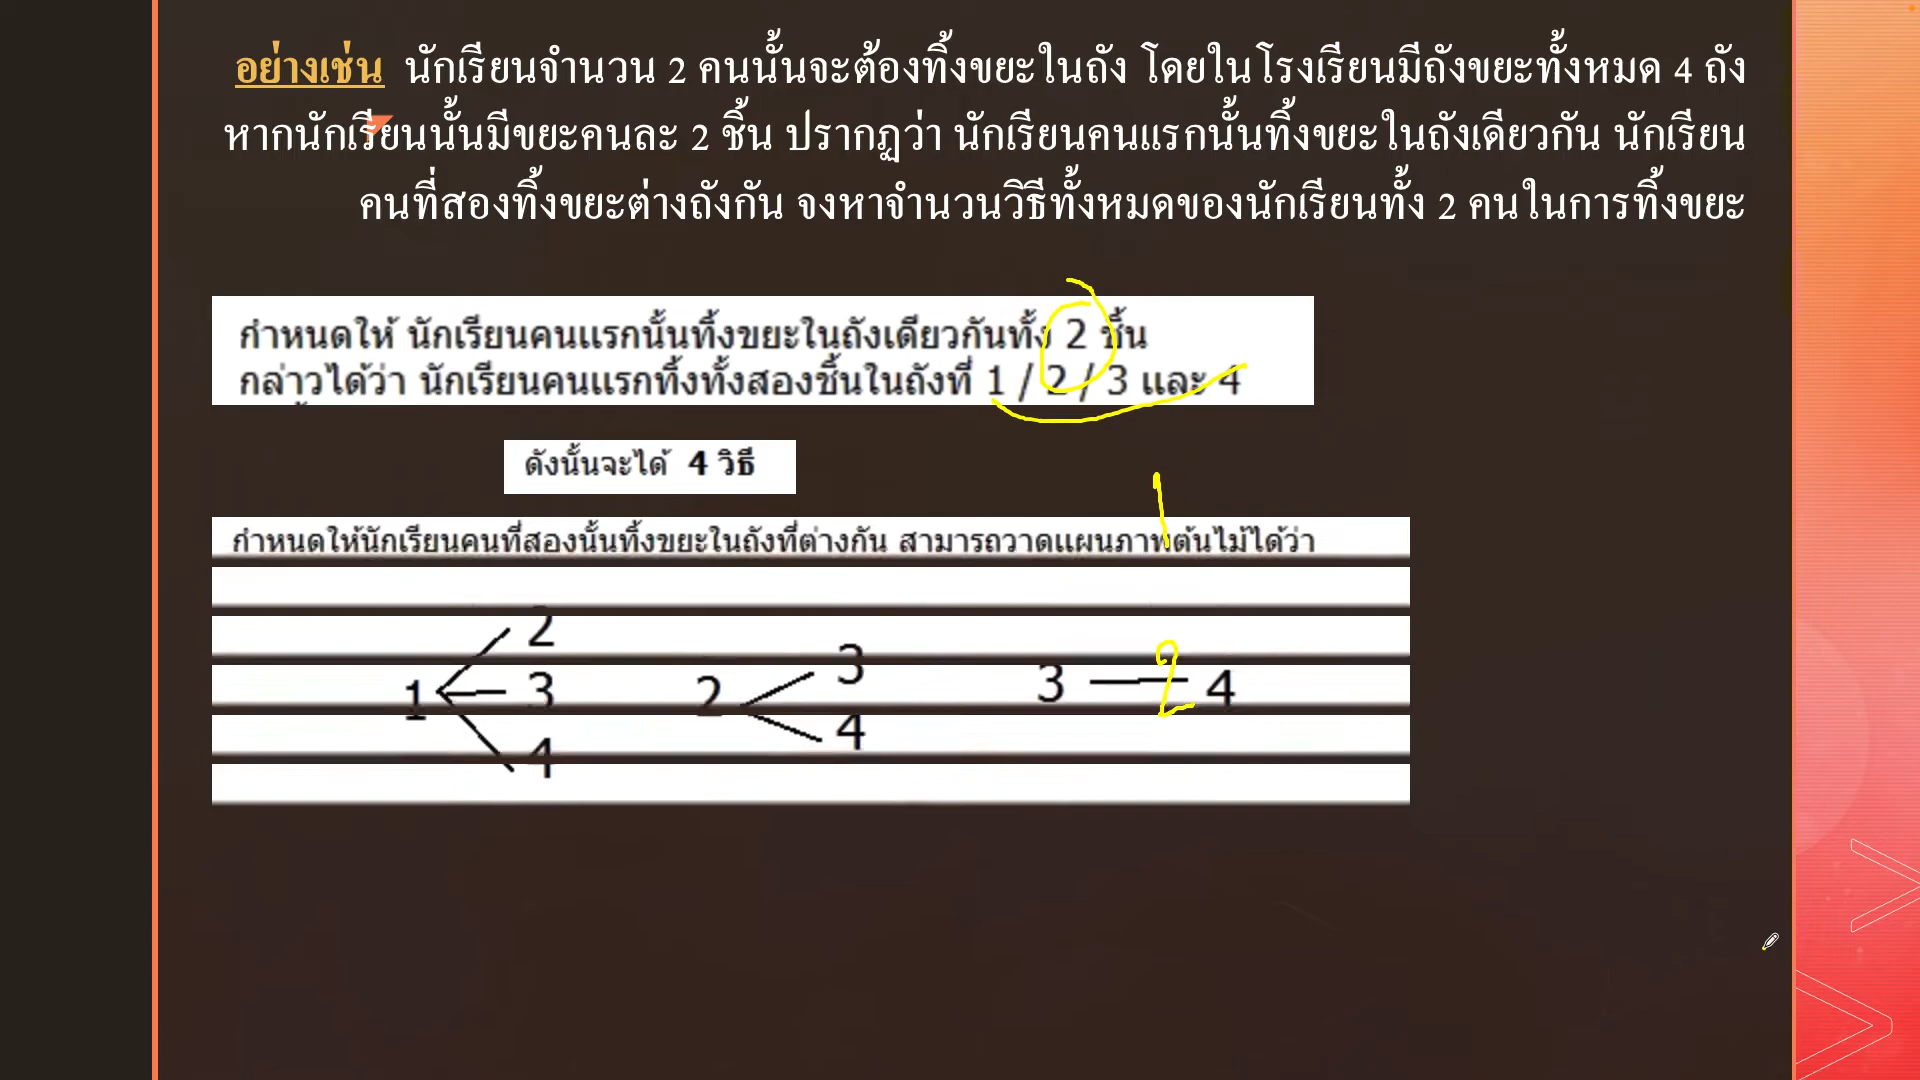 อย่างเช่น นักเรียนจำนวน 2 คนนั้นจะต้องทิ้งขยะในถัง โดยในโรงเรียนมีถังขยะทั้งหมด 4 ถัง
หากนักเรียนนั้นมีขยะคนละ 2 ชิ้น ปรากฏว่า นักเรียนคนแรกนั้นทิ้งขยะในถังเดียวกัน นักเรียน
คนที่สองทิ้งขยะต่างถังกัน จงหาจำนวนวิธีทั้งหมดของนักเรียนทั้ง 2 คนในการทิ้งขยะ
กำหนดให้ นักเรียนคนแรกนั้นทิ้งขยะในถังเดียวกันทั้ง 2 ชิ้น
กล่าวได้ว่า นักเรียนคนแรกทิ้งทั้งสองชิ้นในถังที่ 1 / 2 / 3 และ 4
ดังนั้นจะได้ 4 วิธี
1
กำหนดให้นักเรียนคนที่สองนั้นทิ้งขยะในถังที่ต่างกัน สามารถวาดแผนภาพต้นไม้ได้ว่า
2
3
2
1 3 2 3 4
4
4